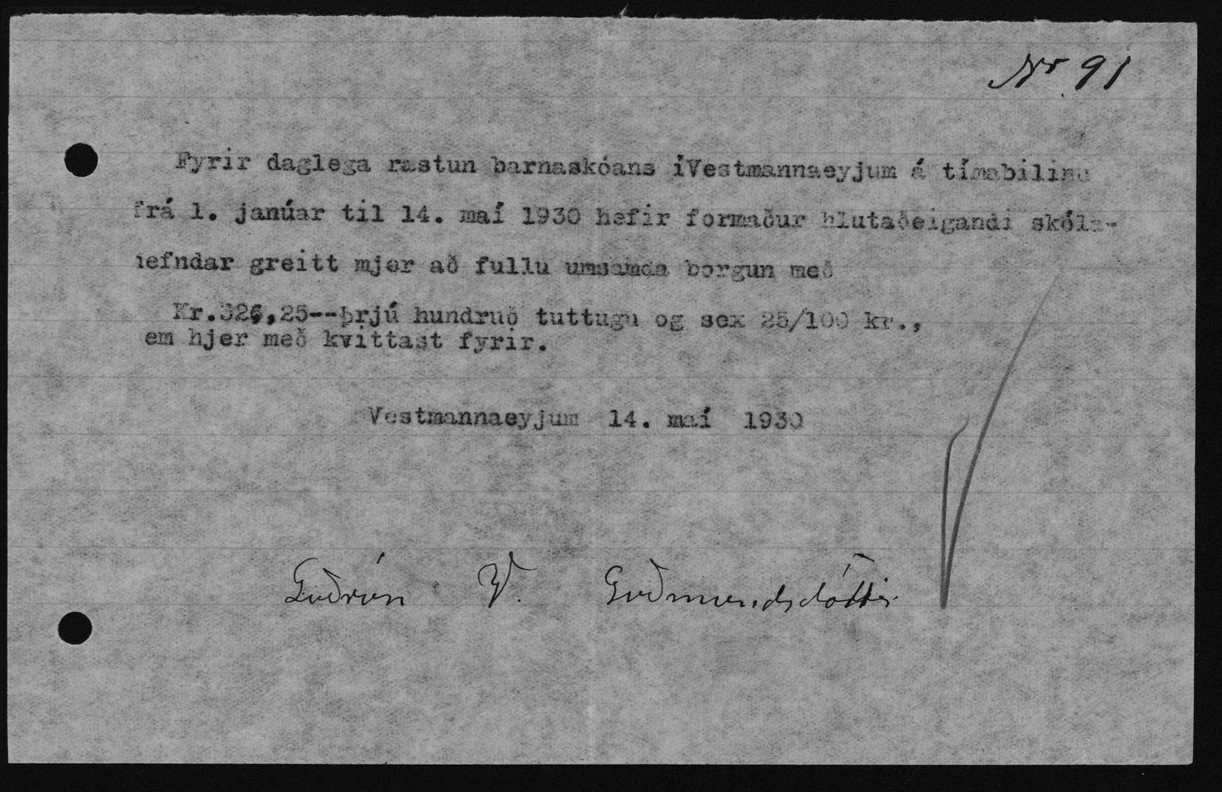 Nr 91
Fyrir daglega ræstun barnaskóans íVestmannaeyjum á tímabilinu
frá 1. janúar til 14. maí 1930 hefir formaður hlutaðeigandi skóla-
nefndar greitt mjer að fullu umsamda borgun með
Kr.326,25--þrjú hundruð tuttugu og sex 25/100 kr.,
em hjer með kvittast fyrir.
Vestmannaeyjum 14. maí 1930
Guðrún Þ. Guðmundsdóttir